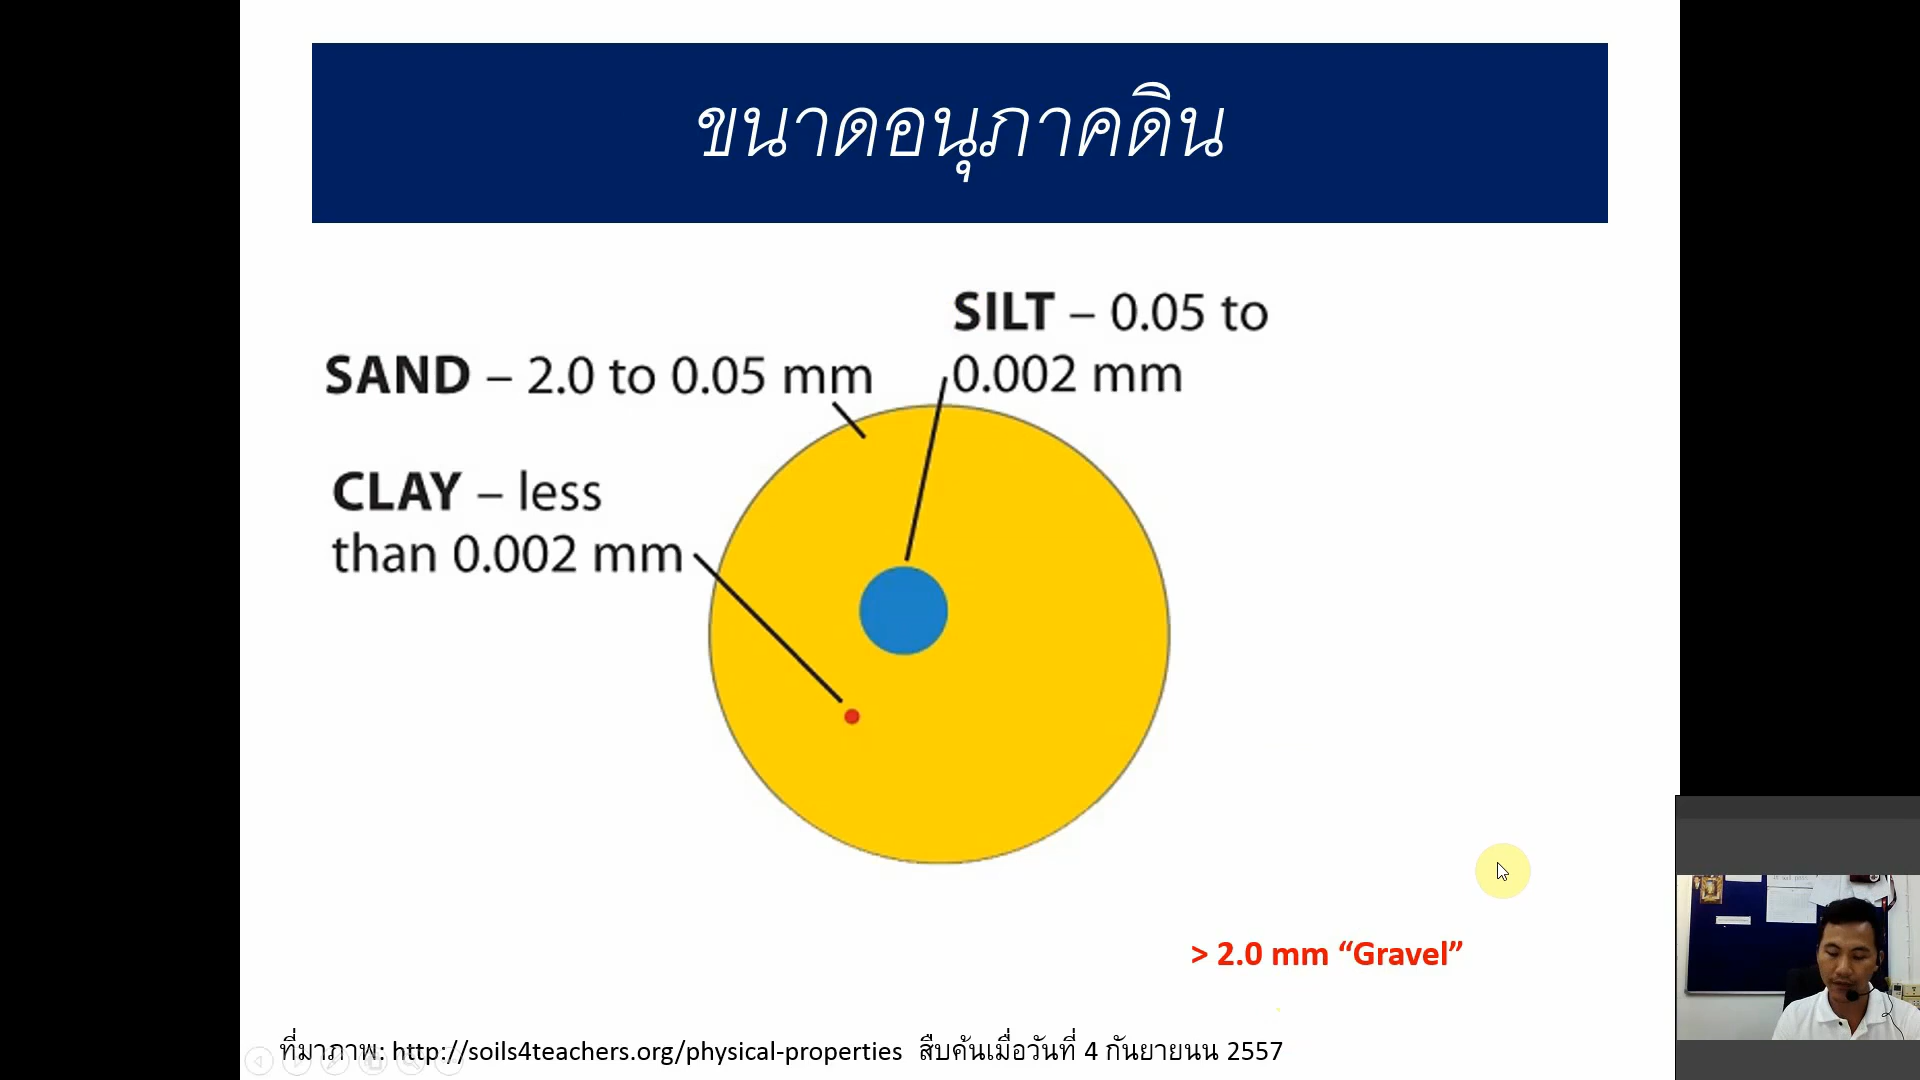 ขนาดอนุภาคดิน
SILT – 0.05 to
0.002 mm
SAND – 2.0 to 0.05 mm
CLAY – less
than 0.002 mm
> 2.0 mm “Gravel”
ที่มาภาพ: http://soils4teachers.org/physical-properties สืบค้นเมื่อวันที่ 4 กันยายนน 2557